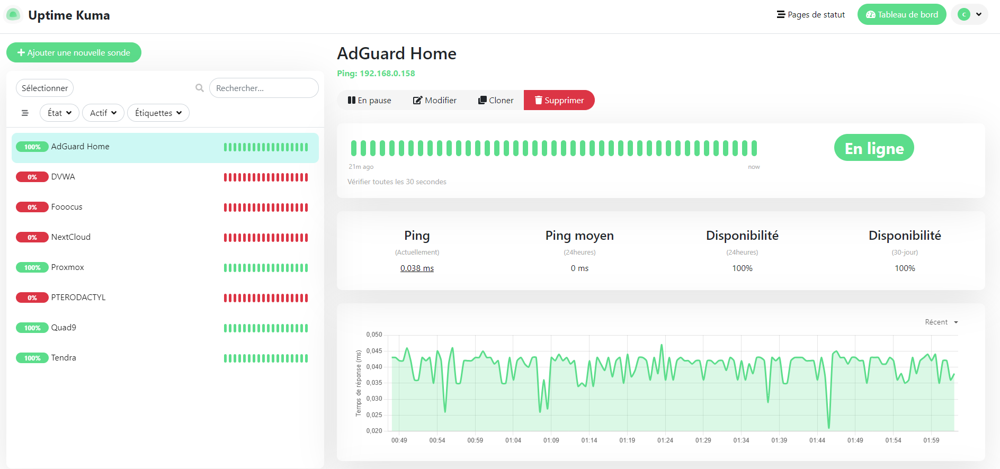 Uptime Kuma
Pages de statut
Tableau de bord
C
Ajouter une nouvelle sonde
Sélectionner
Rechercher...
État
Actif
Étiquettes
100% AdGuard Home
0% DVWA
0% Fooocus
0% NextCloud
100% Proxmox
0% PTERODACTYL
100% Quad9
100% Tendra
AdGuard Home
Ping: 192.168.0.158
En pause
Modifier
Cloner
Supprimer
En ligne
21m ago
now
Vérifier toutes les 30 secondes
Ping
(Actuellement)
0.038 ms
Ping moyen
(24heures)
0 ms
Disponibilité
(24heures)
100%
Disponibilité
(30-jour)
100%
Récent
Temps de réponse (ms)
0,050
0,045
0,040
0,035
0,030
0,025
0,020
00:49 00:54 00:59 01:04 01:09 01:14 01:19 01:24 01:29 01:34 01:39 01:44 01:49 01:54 01:59